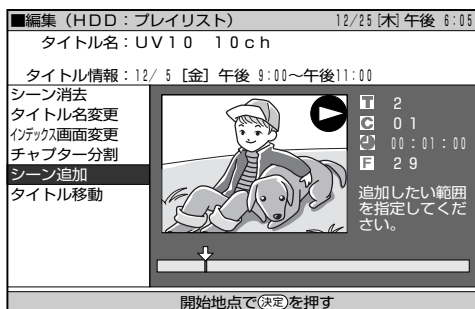 ■編集（HDD：プレイリスト） 12/25[木]午後 6:05
タイトル名：UV10 10ch
タイトル情報：12/ 5 [金] 午後 9:00～午後11:00
シーン消去
タイトル名変更
インデックス画面変更
チャプター分割
シーン追加
タイトル移動
T 2
C 01
00：01：00
F 29
追加したい範囲
を指定してくだ
さい。
開始地点で決定を押す